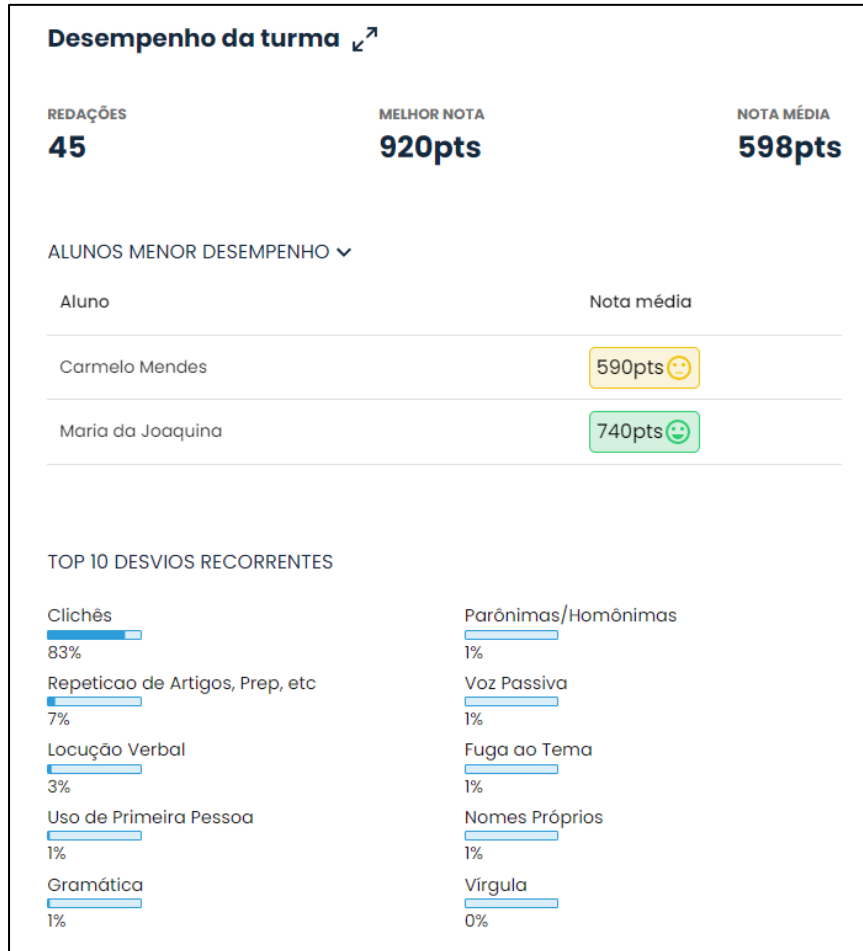 Desempenho da turma
REDAÇÕES MELHOR NOTA NOTA MÉDIA
45 920pts 598pts
ALUNOS MENOR DESEMPENHO
Aluno Nota média
Carmelo Mendes 590pts
Maria da Joaquina 740pts
TOP 10 DESVIOS RECORRENTES
Clichês Parônimas/Homônimas
83% 1%
Repeticao de Artigos, Prep, etc Voz Passiva
7% 1%
Locução Verbal Fuga ao Tema
3% 1%
Uso de Primeira Pessoa Nomes Próprios
1% 1%
Gramática Vírgula
1% 0%